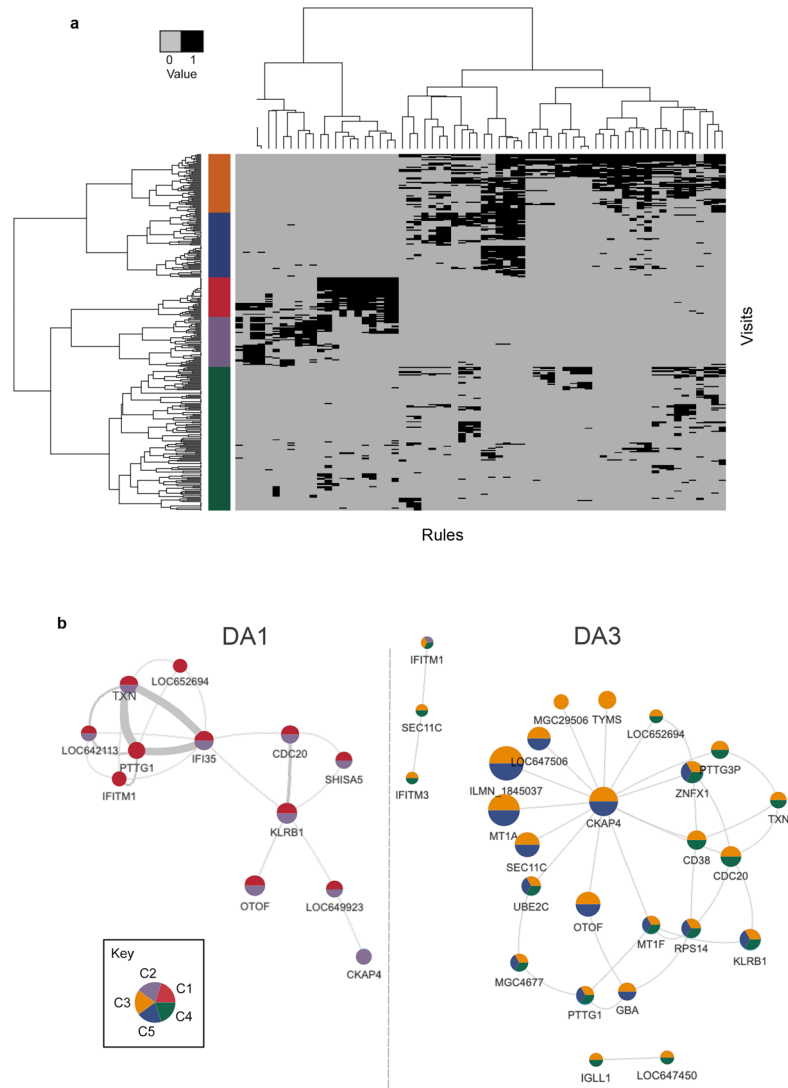 a
0 1
Value
Visits
Rules
b
DA1
DA3
IFITM1
LOC652694
TXN
SEC11C
LOC642113
PTTG1
IFI35
IFITM1
CDC20
SHISA5
IFITM3
KLRB1
OTOF
LOC649923
CKAP4
MGC29506
TYMS
LOC652694
LOC647506
PTTG3P
ZNFX1
ILMN_1845037
CKAP4
TXN
MT1A
CD38
SEC11C
CDC20
UBE2C
OTOF
MT1F
RPS14
KLRB1
MGC4677
PTTG1
GBA
IGLL1
LOC647450
Key
C2
C1
C3
C4
C5